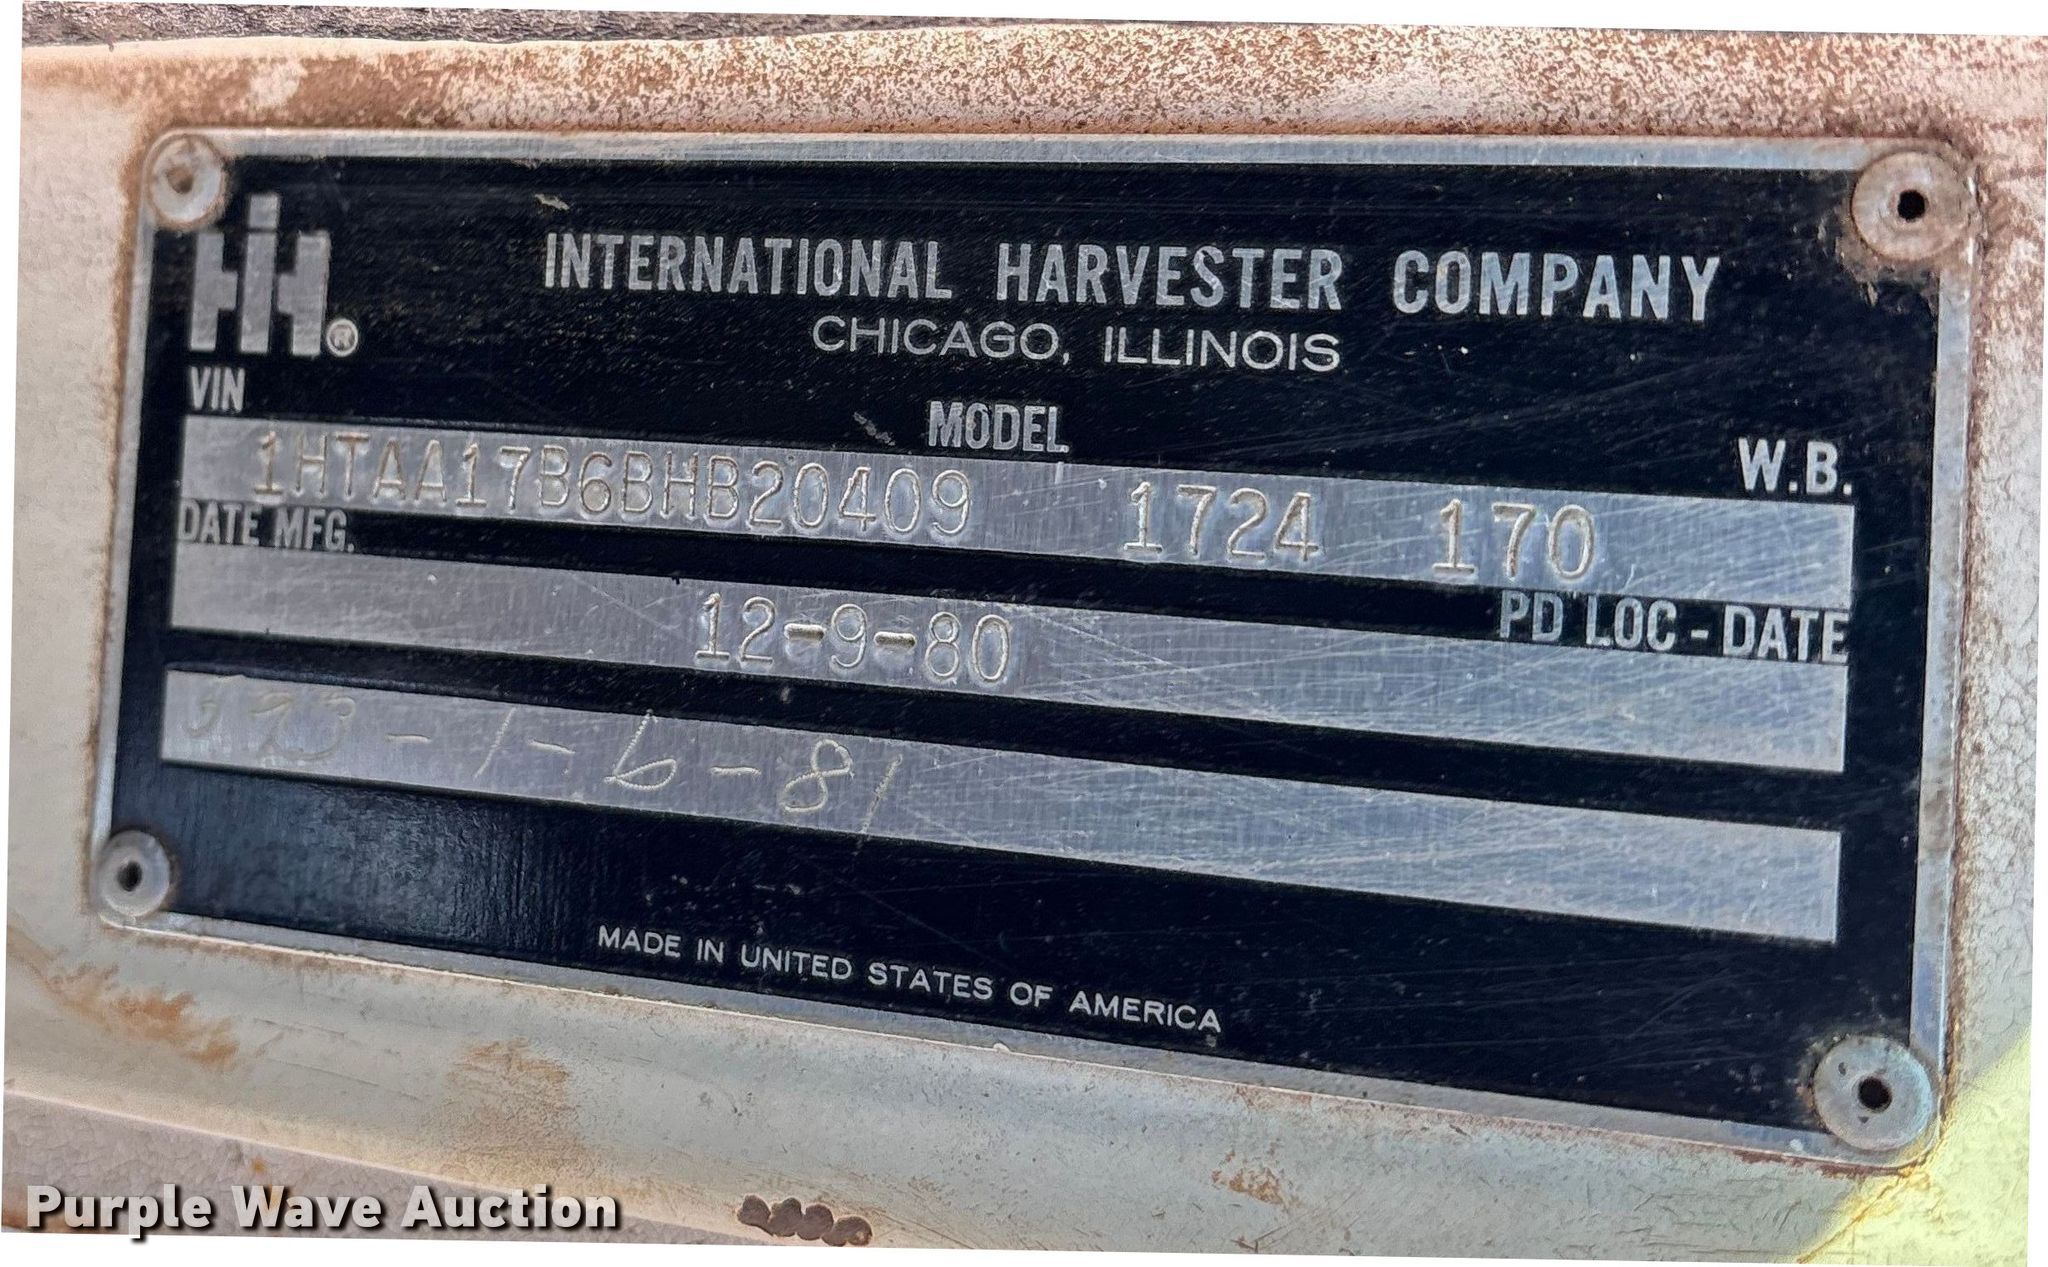 IH®
INTERNATIONAL HARVESTER COMPANY
CHICAGO, ILLINOIS
VIN MODEL W.B.
1HTAA17B6BHB20409 1724 170
DATE MFG. PD LOC - DATE
12-9-80
323-1-6-81
MADE IN UNITED STATES OF AMERICA
Purple Wave Auction